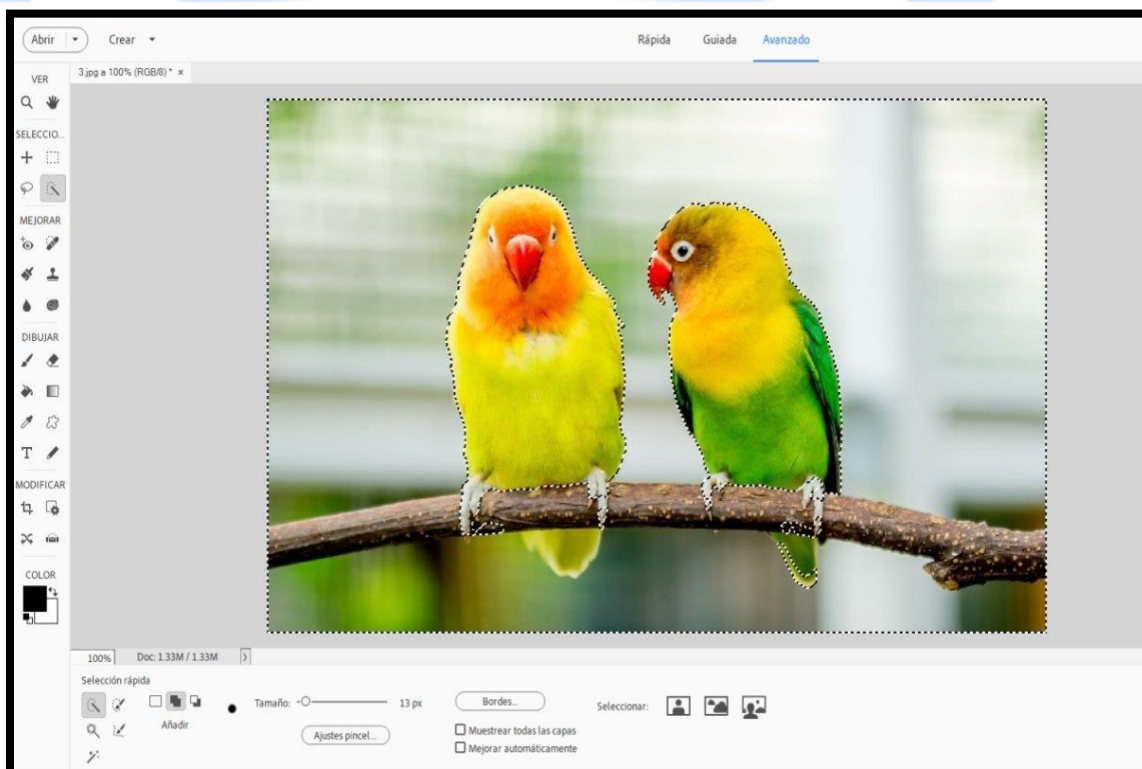 Abrir Crear Rápida Guiada Avanzado
3.jpg a 100% (RGB/8) * ×
VER
SELECCIO...
MEJORAR
DIBUJAR
T
MODIFICAR
COLOR
100% Doc: 1.33M / 1.33M
Selección rápida
Añadir
Tamaño: 13 px
Ajustes pincel...
Bordes...
Muestrear todas las capas
Mejorar automáticamente
Seleccionar: